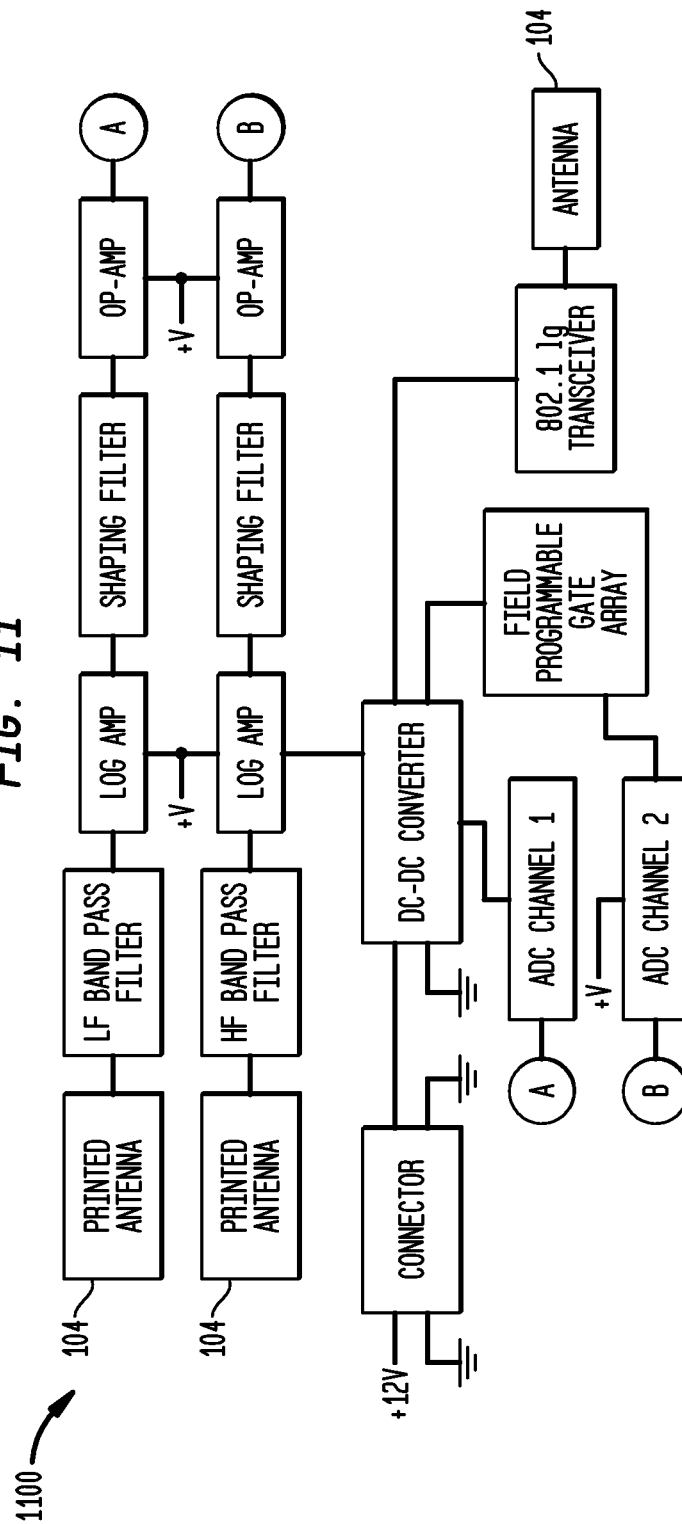 FIG. 11
1100
104
PRINTED
ANTENNA
LF BAND PASS
FILTER
LOG AMP
SHAPING FILTER
OP-AMP
A
+V
+V
104
PRINTED
ANTENNA
HF BAND PASS
FILTER
LOG AMP
SHAPING FILTER
OP-AMP
B
+12V
CONNECTOR
DC-DC CONVERTER
802.1 1g
TRANSCEIVER
ANTENNA
104
FIELD
PROGRAMMABLE
GATE
ARRAY
A
ADC CHANNEL 1
+V
B
ADC CHANNEL 2